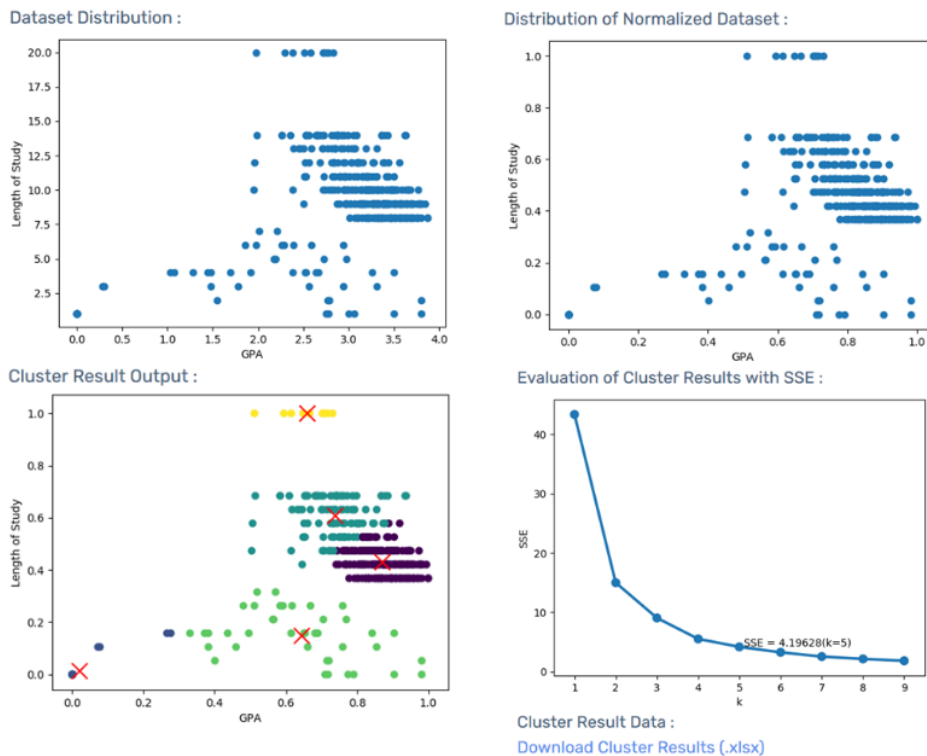 Dataset Distribution :
20.0
17.5
15.0
12.5
10.0
7.5
5.0
2.5
Length of Study
0.0 0.5 1.0 1.5 2.0 2.5 3.0 3.5 4.0
GPA
Distribution of Normalized Dataset :
1.0
0.8
0.6
0.4
0.2
0.0
Length of Study
0.0 0.2 0.4 0.6 0.8 1.0
GPA
Cluster Result Output :
1.0
0.8
0.6
0.4
0.2
0.0
Length of Study
0.0 0.2 0.4 0.6 0.8 1.0
GPA
Evaluation of Cluster Results with SSE :
40
30
20
10
0
SSE
SSE = 4.19628(k=5)
1 2 3 4 5 6 7 8 9
k
Cluster Result Data :
Download Cluster Results (.xlsx)